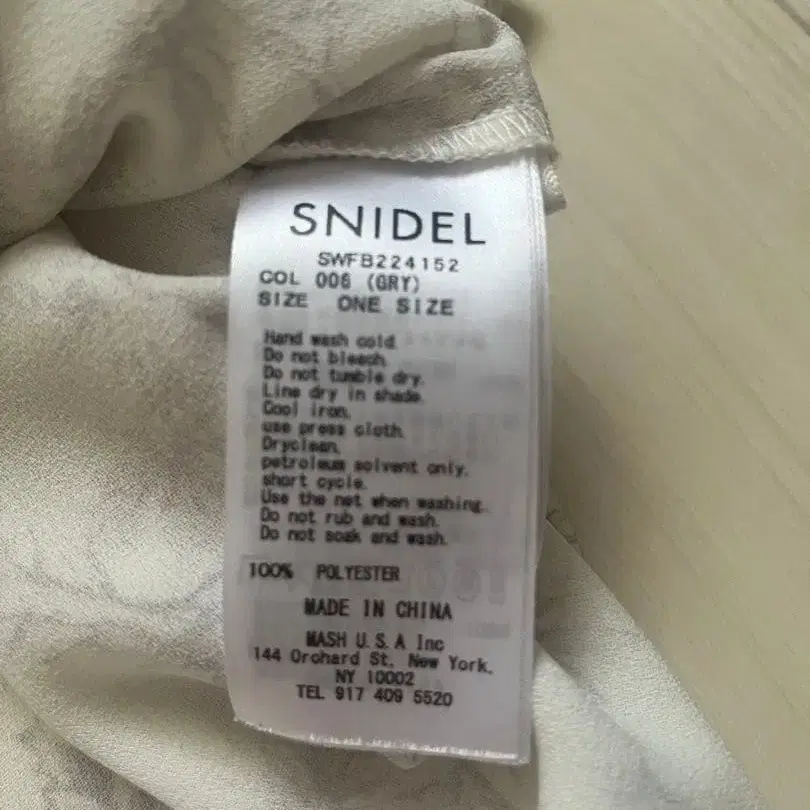 SNIDEL
SWFB224152
COL 006 (GRY)
SIZE ONE SIZE
Hand wash cold.
Do not bleach.
Do not tumble dry.
Line dry in shade.
Cool iron.
use press cloth.
Dryclean.
petroleum solvent only.
short cycle.
Use the net when washing.
Do not rub and wash.
Do not soak and wash.
100% POLYESTER
MADE IN CHINA
MASH U.S.A Inc
144 Orchard St. New York.
NY 10002
TEL 917 409 5520